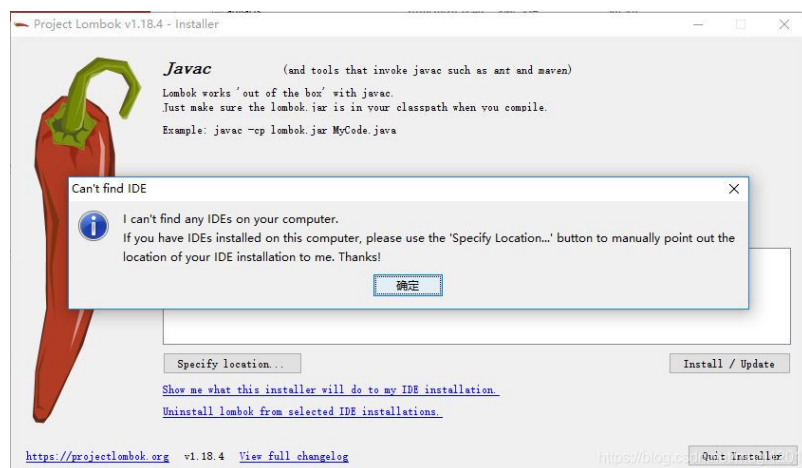 Project Lombok v1.18.4 - Installer
Javac (and tools that invoke javac such as ant and maven)
Lombok works 'out of the box' with javac.
Just make sure the lombok.jar is in your classpath when you compile.
Example: javac -cp lombok.jar MyCode.java
Can't find IDE
I can't find any IDEs on your computer.
If you have IDEs installed on this computer, please use the 'Specify Location...' button to manually point out the
location of your IDE installation to me. Thanks!
确定
Specify location...
Install / Update
Show me what this installer will do to my IDE installation.
Uninstall lombok from selected IDE installations.
https://projectlombok.org v1.18.4 View full changelog
Quit Installer